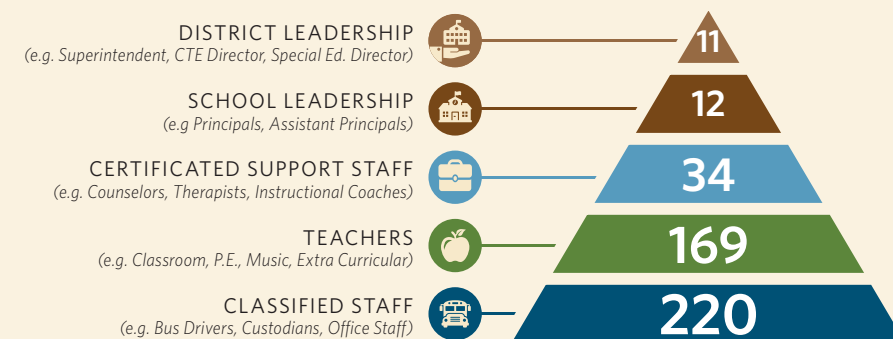 DISTRICT LEADERSHIP
(e.g. Superintendent, CTE Director, Special Ed. Director)
11
SCHOOL LEADERSHIP
(e.g Principals, Assistant Principals)
12
CERTIFICATED SUPPORT STAFF
(e.g. Counselors, Therapists, Instructional Coaches)
34
TEACHERS
(e.g. Classroom, P.E., Music, Extra Curricular)
169
CLASSIFIED STAFF
(e.g. Bus Drivers, Custodians, Office Staff)
220